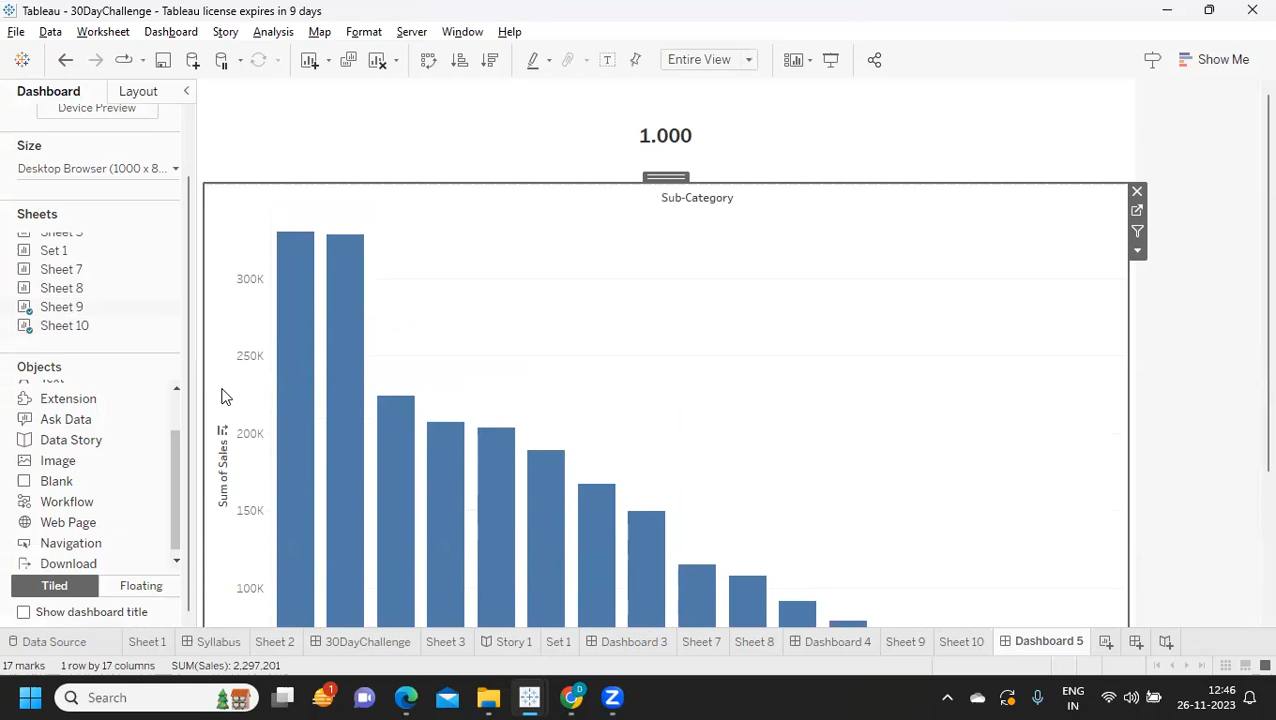 Tableau - 30DayChallenge - Tableau license expires in 9 days
File Data Worksheet Dashboard Story Analysis Map Format Server Window Help
Entire View
Show Me
Dashboard Layout
Device Preview
Size
Desktop Browser (1000 x 8...
Sheets
Set 1
Sheet 7
Sheet 8
Sheet 9
Sheet 10
Objects
Text
Extension
Ask Data
Data Story
Image
Blank
Workflow
Web Page
Navigation
Download
Tiled Floating
Show dashboard title
1.000
Sub-Category
Sum of Sales
300K
250K
200K
150K
100K
Data Source Sheet 1 Syllabus Sheet 2 30DayChallenge Sheet 3 Story 1 Set 1 Dashboard 3 Sheet 7 Sheet 8 Dashboard 4 Sheet 9 Sheet 10 Dashboard 5
17 marks 1 row by 17 columns SUM(Sales): 2,297,201
Search
1
D
ENG
IN
12:46
26-11-2023